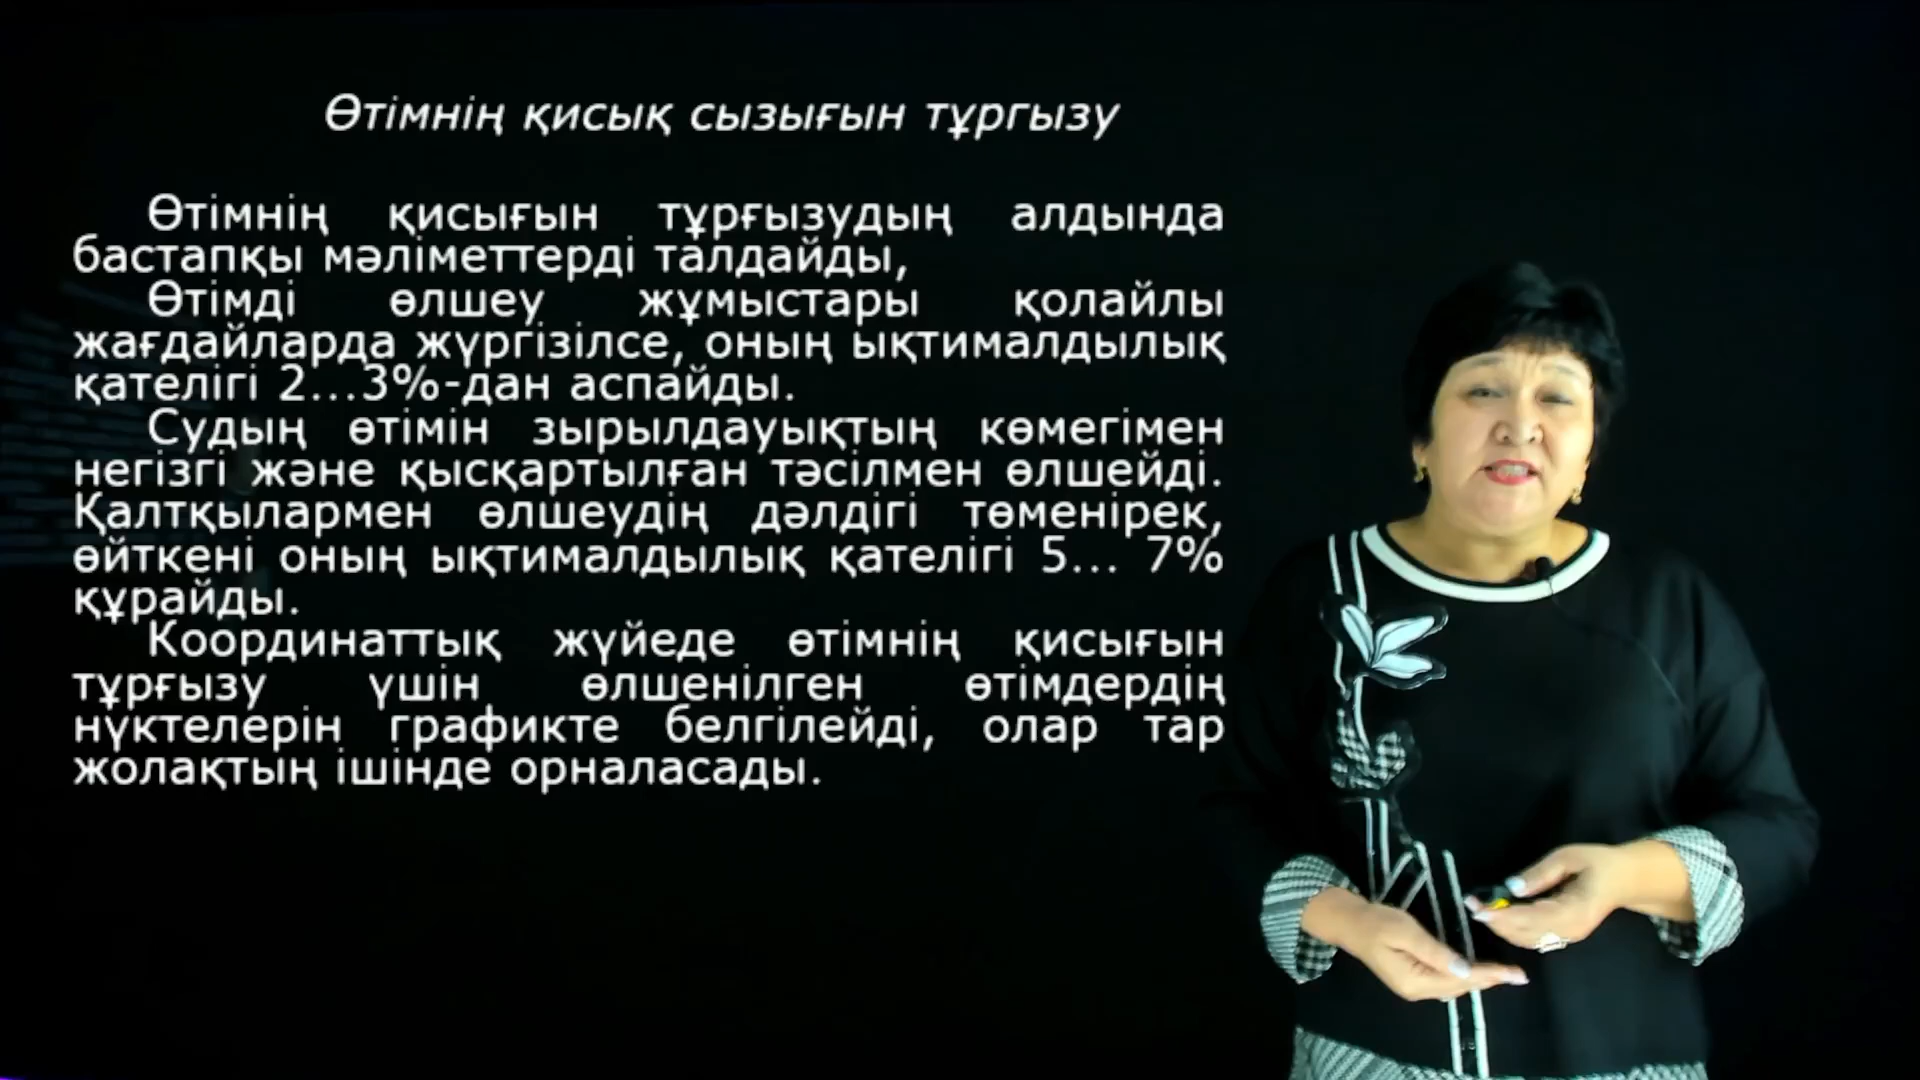 Өтімнің қисық сызығын тұргызу
Өтімнің қисығын тұрғызудың алдында
бастапқы мәліметтерді талдайды,
Өтімді өлшеу жұмыстары қолайлы
жағдайларда жүргізілсе, оның ықтималдылық
қателігі 2...3%-дан аспайды.
Судың өтімін зырылдауықтың көмегімен
негізгі және қысқартылған тәсілмен өлшейді.
Қалтқылармен өлшеудің дәлдігі төменірек,
өйткені оның ықтималдылық қателігі 5... 7%
құрайды.
Координаттық жүйеде өтімнің қисығын
тұрғызу үшін өлшенілген өтімдердің
нүктелерін графикте белгілейді, олар тар
жолақтың ішінде орналасады.